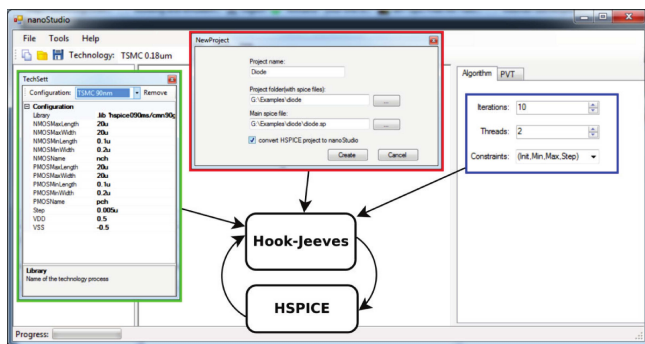 nanoStudio
File Tools Help
Technology: TSMC 0.18um
TechSett
Configuration: TSMC 90nm Remove
Configuration
Library .lib 'hspice090ms/cmn90g
NMOSMaxLength 20u
NMOSMaxWidth 20u
NMOSMinLength 0.1u
NMOSMinWidth 0.2u
NMOSName nch
PMOSMaxLength 20u
PMOSMaxWidth 20u
PMOSMinLength 0.1u
PMOSMinWidth 0.2u
PMOSName pch
Step 0.005u
VDD 0.5
VSS -0.5
Library
Name of the technology process
NewProject
Project name:
Diode
Project folder(with spice files):
G:\Examples\diode
...
Main spice file:
G:\Examples\diode\diode.sp
...
convert HSPICE project to nanoStudio
Create Cancel
Algorithm PVT
Iterations: 10
Threads: 2
Constraints: (Init,Min,Max,Step)
Hook-Jeeves
HSPICE
Progress: